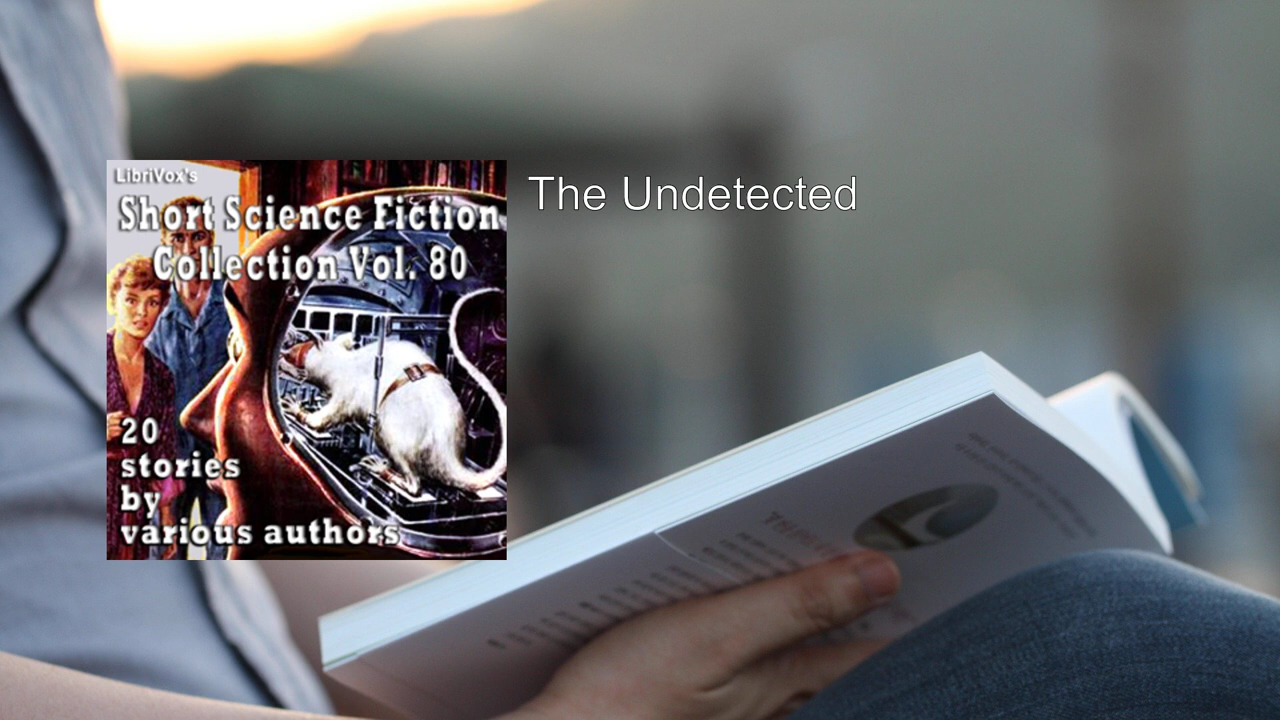 LibriVox's
Short Science Fiction
Collection Vol. 80
20
stories
by
various authors
The Undetected